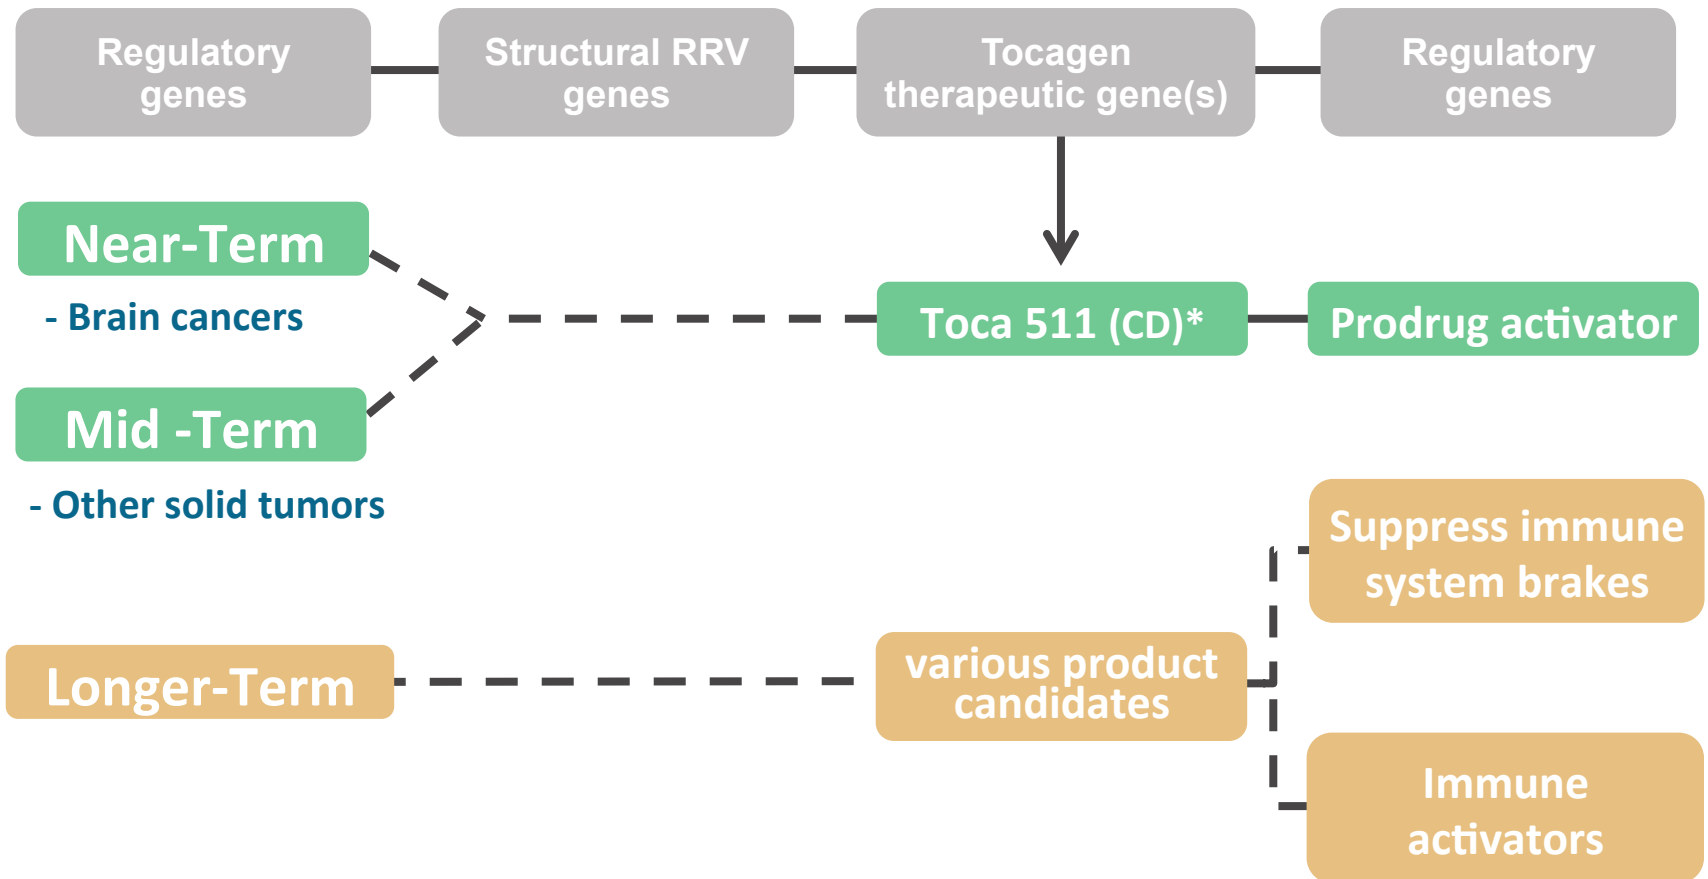 Regulatory
genes
Structural RRV
genes
Tocagen
therapeutic gene(s)
Regulatory
genes
Near-Term
- Brain cancers
Toca 511 (CD)*
Prodrug activator
Mid -Term
- Other solid tumors
Suppress immune
system brakes
Longer-Term
various product
candidates
Immune
activators